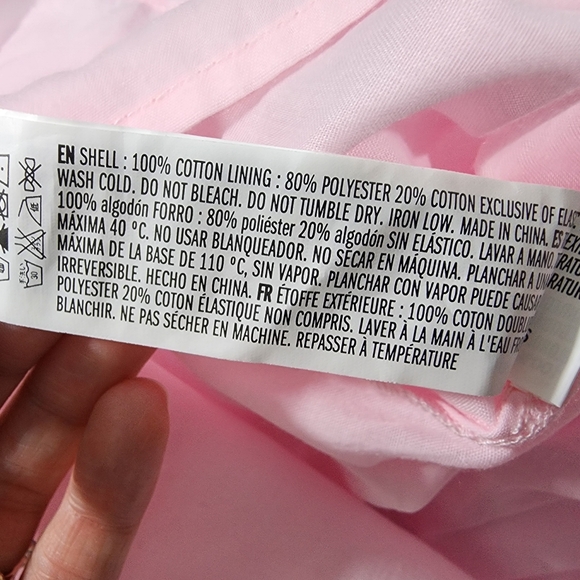 EN SHELL : 100% COTTON LINING : 80% POLYESTER 20% COTTON EXCLUSIVE OF
WASH COLD. DO NOT BLEACH. DO NOT TUMBLE DRY. IRON LOW. MADE IN CHINA.
100% algodón FORRO : 80% poliéster 20% algodón SIN ELÁSTICO. LAVAR A MANO
MÁXIMA 40 ºC. NO USAR BLANQUEADOR. NO SECAR EN MÁQUINA. PLANCHAR A
MÁXIMA DE LA BASE DE 110 ºC, SIN VAPOR. PLANCHAR CON VAPOR PUEDE
IRREVERSIBLE. HECHO EN CHINA. FR ÉTOFFE EXTÉRIEURE : 100% COTON
POLYESTER 20% COTON ÉLASTIQUE NON COMPRIS. LAVER À LA MAIN À L'EAU
BLANCHIR. NE PAS SÉCHER EN MACHINE. REPASSER À TEMPÉRATURE